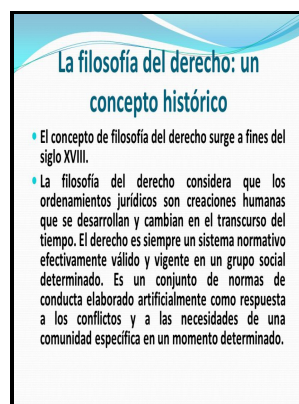 La filosofía del derecho: un
concepto histórico
El concepto de filosofía del derecho surge a fines del
siglo XVIII.
La filosofía del derecho considera que los
ordenamientos jurídicos son creaciones humanas
que se desarrollan y cambian en el transcurso del
tiempo. El derecho es siempre un sistema normativo
efectivamente válido y vigente en un grupo social
determinado. Es un conjunto de normas de
conducta elaborado artificialmente como respuesta
a los conflictos y a las necesidades de una
comunidad específica en un momento determinado.